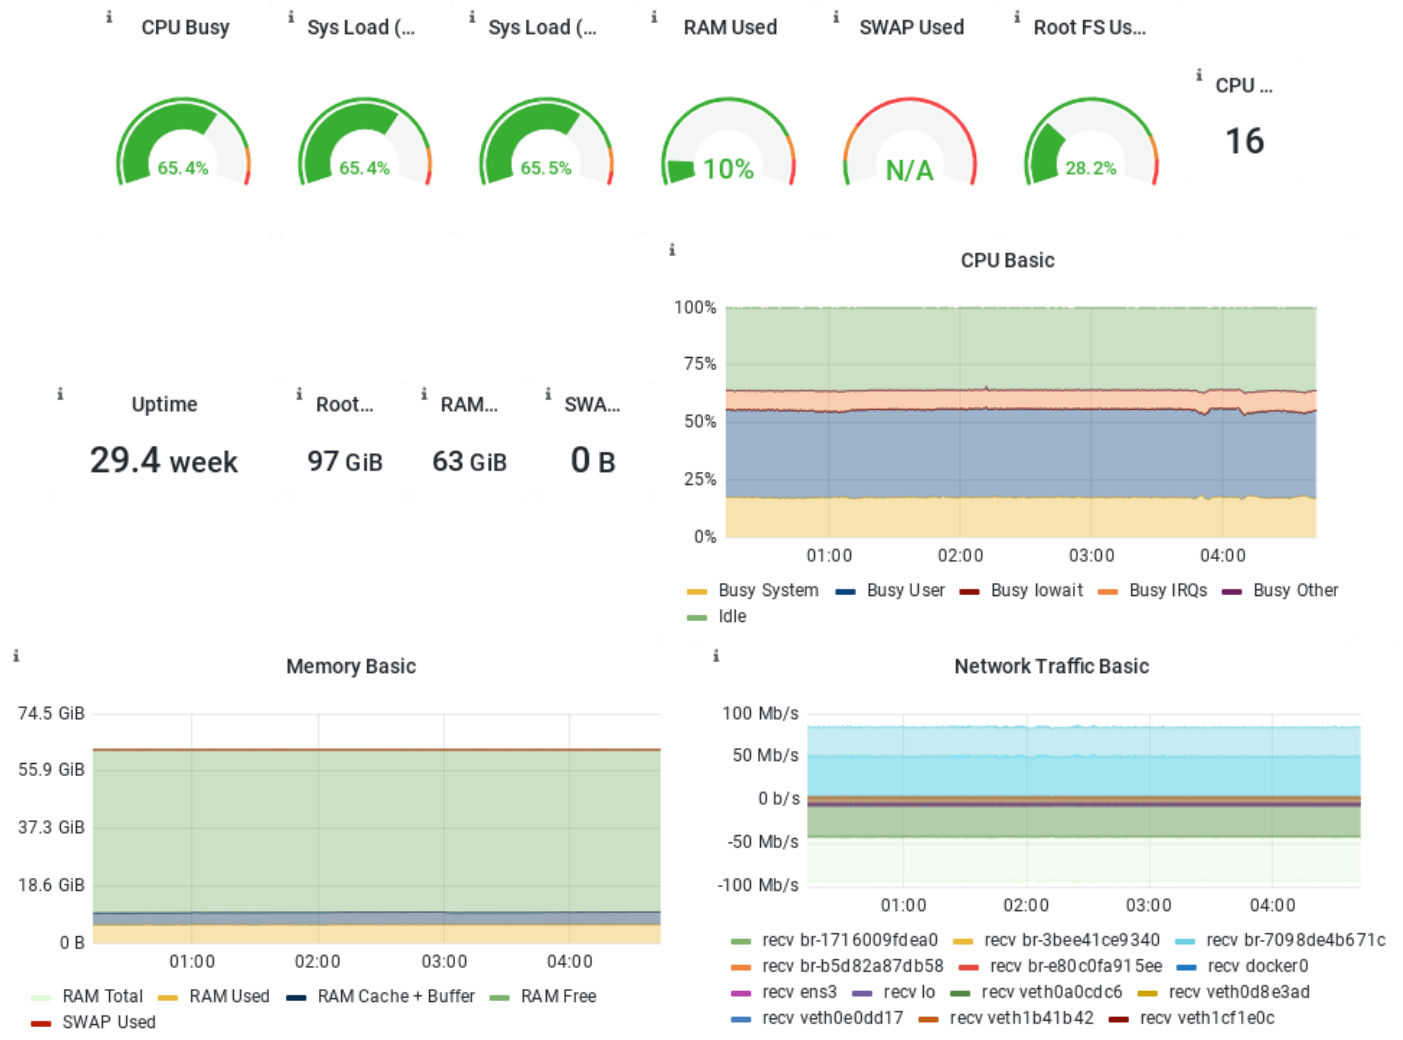 CPU Busy
Sys Load (...
Sys Load (...
RAM Used
SWAP Used
Root FS Us...
CPU ...
65.4%
65.4%
65.5%
10%
N/A
28.2%
16
Uptime
Root...
RAM...
SWA...
29.4 week
97 GiB
63 GiB
0 B
CPU Basic
100%
75%
50%
25%
0%
01:00 02:00 03:00 04:00
Busy System Busy User Busy Iowait Busy IRQs Busy Other
Idle
Memory Basic
74.5 GiB
55.9 GiB
37.3 GiB
18.6 GiB
0 B
01:00 02:00 03:00 04:00
RAM Total RAM Used RAM Cache + Buffer RAM Free
SWAP Used
Network Traffic Basic
100 Mb/s
50 Mb/s
0 b/s
-50 Mb/s
-100 Mb/s
01:00 02:00 03:00 04:00
recv br-1716009fdea0 recv br-3bee41ce9340 recv br-7098de4b671c
recv br-b5d82a87db58 recv br-e80c0fa915ee recv docker0
recv ens3 recv lo recv veth0a0cdc6 recv veth0d8e3ad
recv veth0e0dd17 recv veth1b41b42 recv veth1cf1e0c